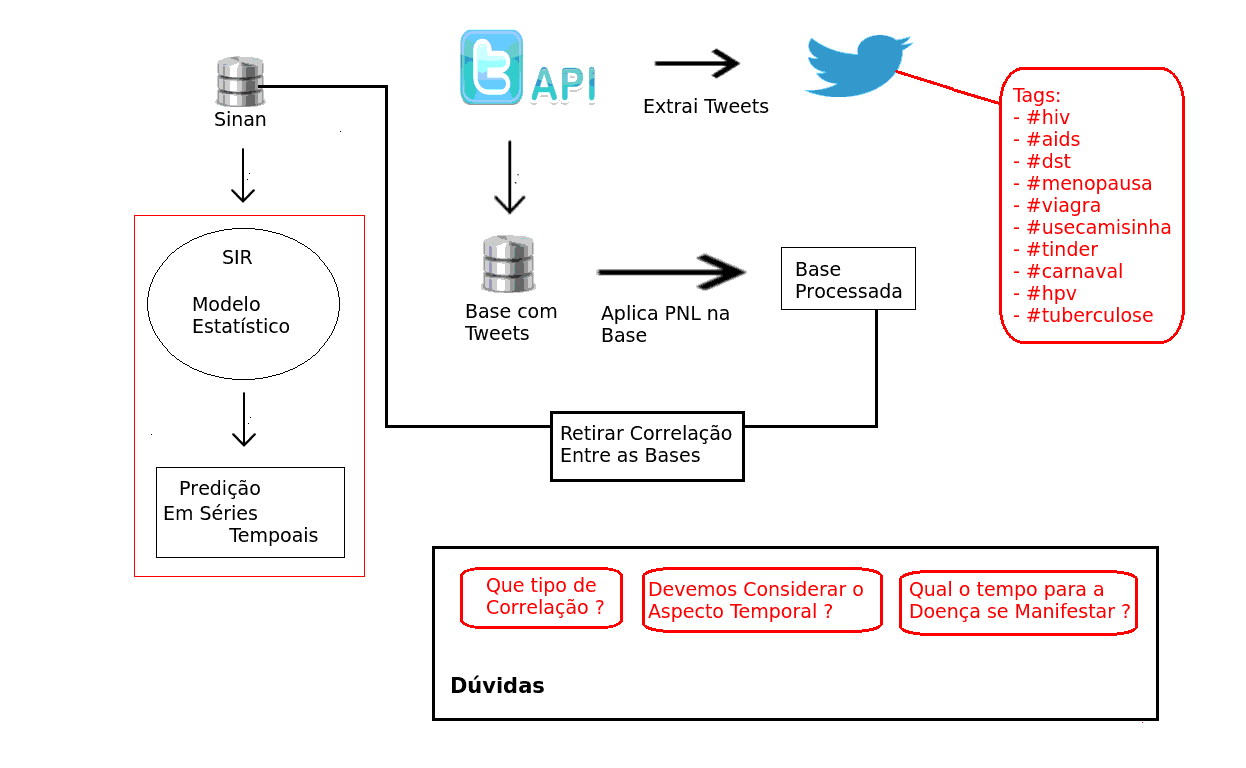 Sinan
SIR
Modelo
Estatístico
Predição
Em Séries
Tempoais
API
Extrai Tweets
Base com
Tweets
Aplica PNL na
Base
Base
Processada
Retirar Correlação
Entre as Bases
Tags:
- #hiv
- #aids
- #dst
- #menopausa
- #viagra
- #usecamisinha
- #tinder
- #carnaval
- #hpv
- #tuberculose
Que tipo de
Correlação ?
Devemos Considerar o
Aspecto Temporal ?
Qual o tempo para a
Doença se Manifestar ?
Dúvidas